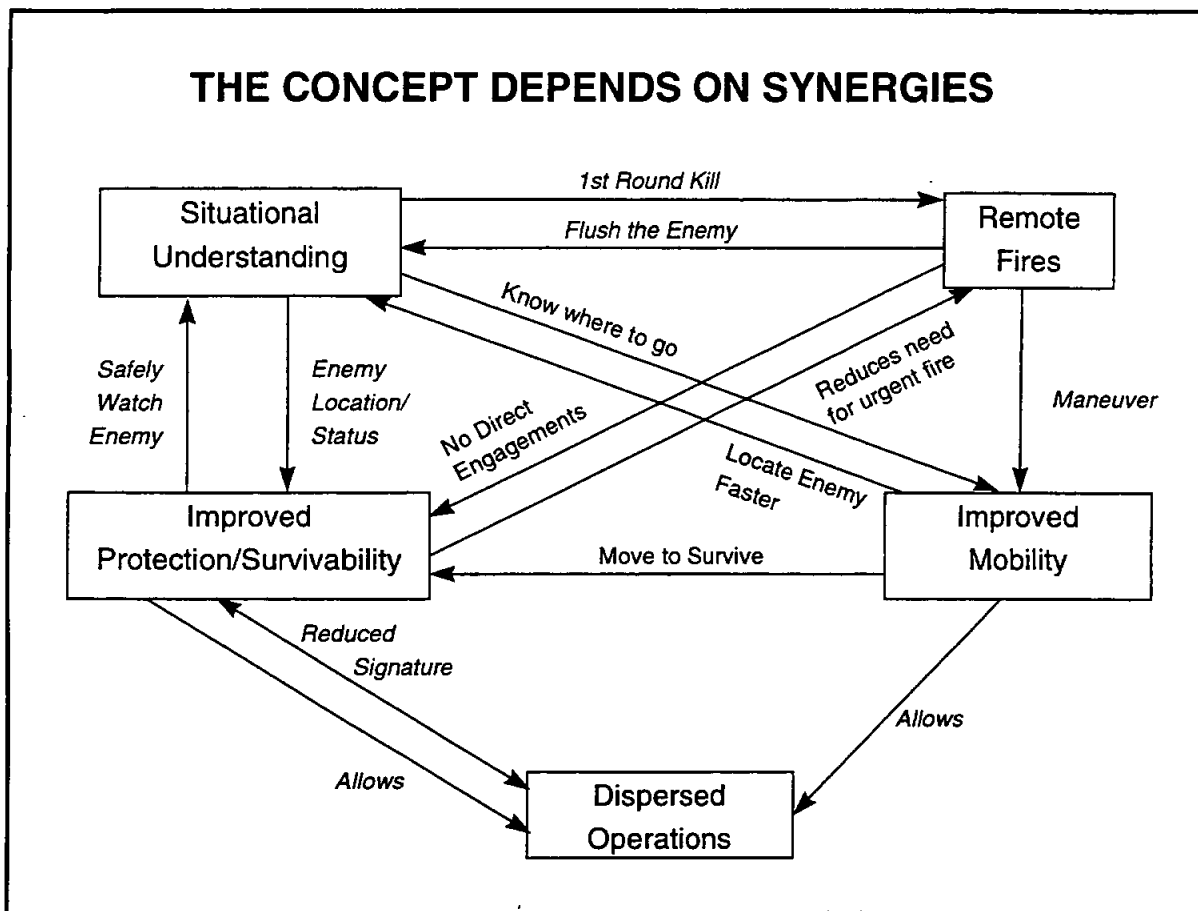 THE CONCEPT DEPENDS ON SYNERGIES
1st Round Kill
Situational
Understanding
Remote
Fires
Flush the Enemy
Know where to go
Safely
Watch
Enemy
Enemy
Location/
Status
Reduces need
for urgent fire
Maneuver
No Direct
Engagements
Locate Enemy
Faster
Improved
Protection/Survivability
Improved
Mobility
Move to Survive
Reduced
Signature
Allows
Allows
Dispersed
Operations